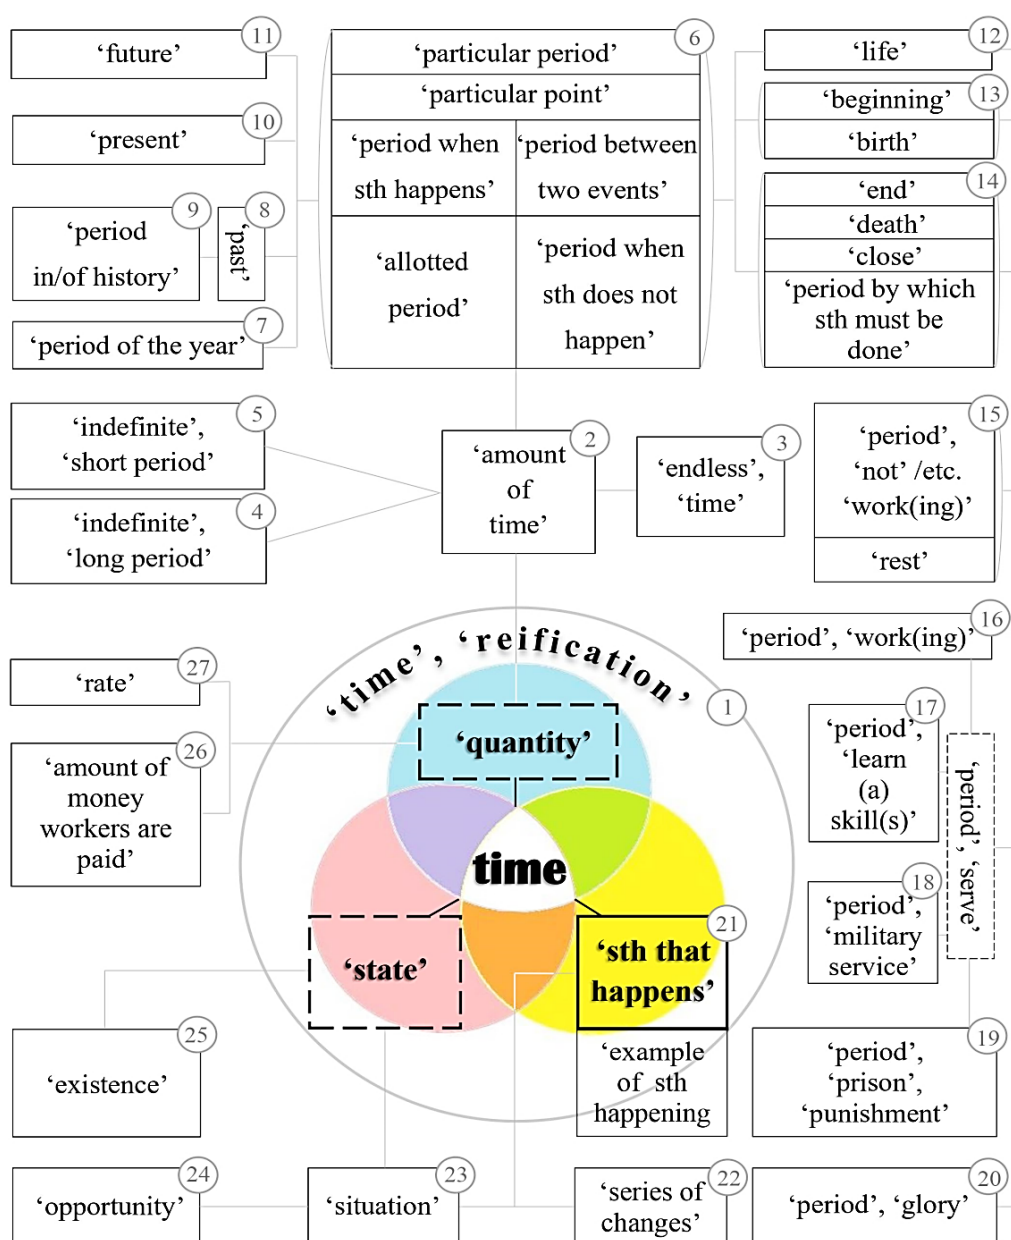 11
‘future’
10
‘present’
9
‘period
in/of history’
8
‘past’
7
‘period of the year’
6
‘particular period’
‘particular point’
‘period when
sth happens’
‘period between
two events’
‘allotted
period’
‘period when
sth does not
happen’
12
‘life’
13
‘beginning’
‘birth’
14
‘end’
‘death’
‘close’
‘period by which
sth must be
done’
5
‘indefinite’,
‘short period’
4
‘indefinite’,
‘long period’
2
‘amount
of
time’
3
‘endless’,
‘time’
15
‘period’,
‘not’ /etc.
‘work(ing)’
‘rest’
16
‘period’, ‘work(ing)’
27
‘rate’
26
‘amount of
money
workers are
paid’
‘time’, ‘reification’
1
‘quantity’
time
‘state’
21
‘sth that
happens’
‘example
of sth
happening
17
‘period’,
‘learn
(a)
skill(s)’
‘period’, ‘serve’
18
‘period’,
‘military
service’
25
‘existence’
19
‘period’,
‘prison’,
‘punishment’
24
‘opportunity’
23
‘situation’
22
‘series of
changes’
20
‘period’, ‘glory’